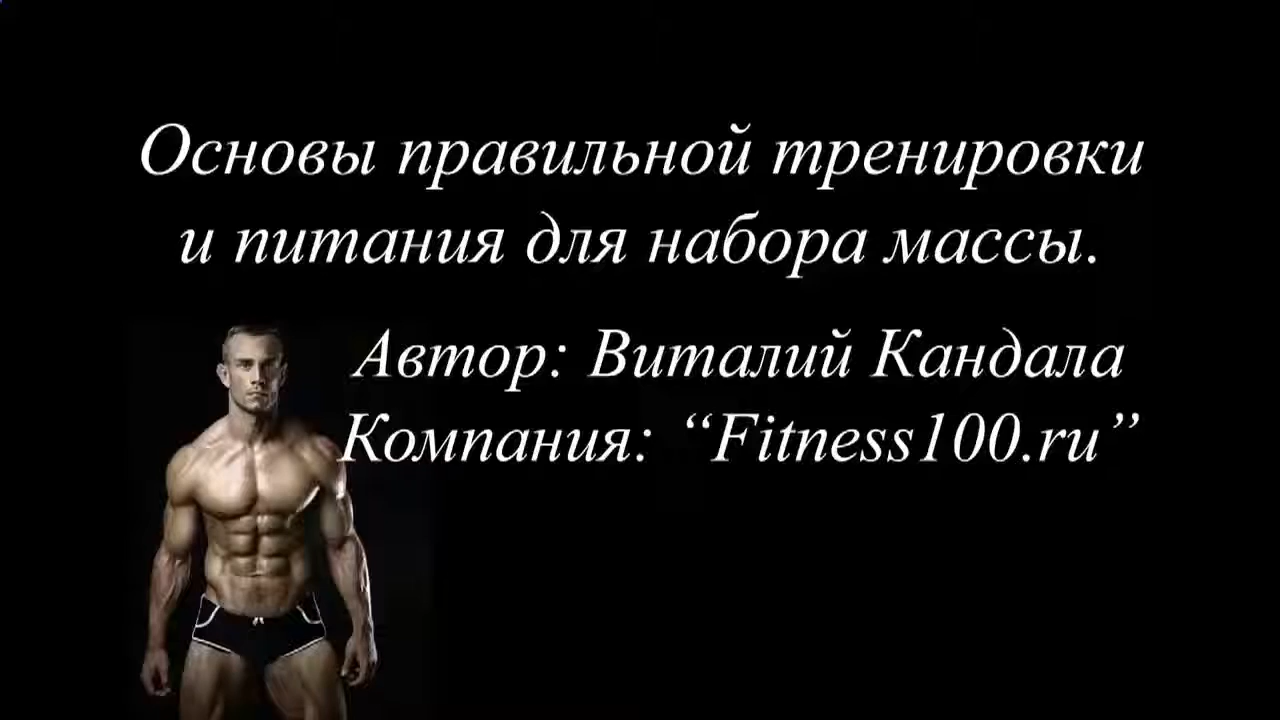 Основы правильной тренировки
и питания для набора массы.
Автор: Виталий Кандала
Компания: “Fitness100.ru”